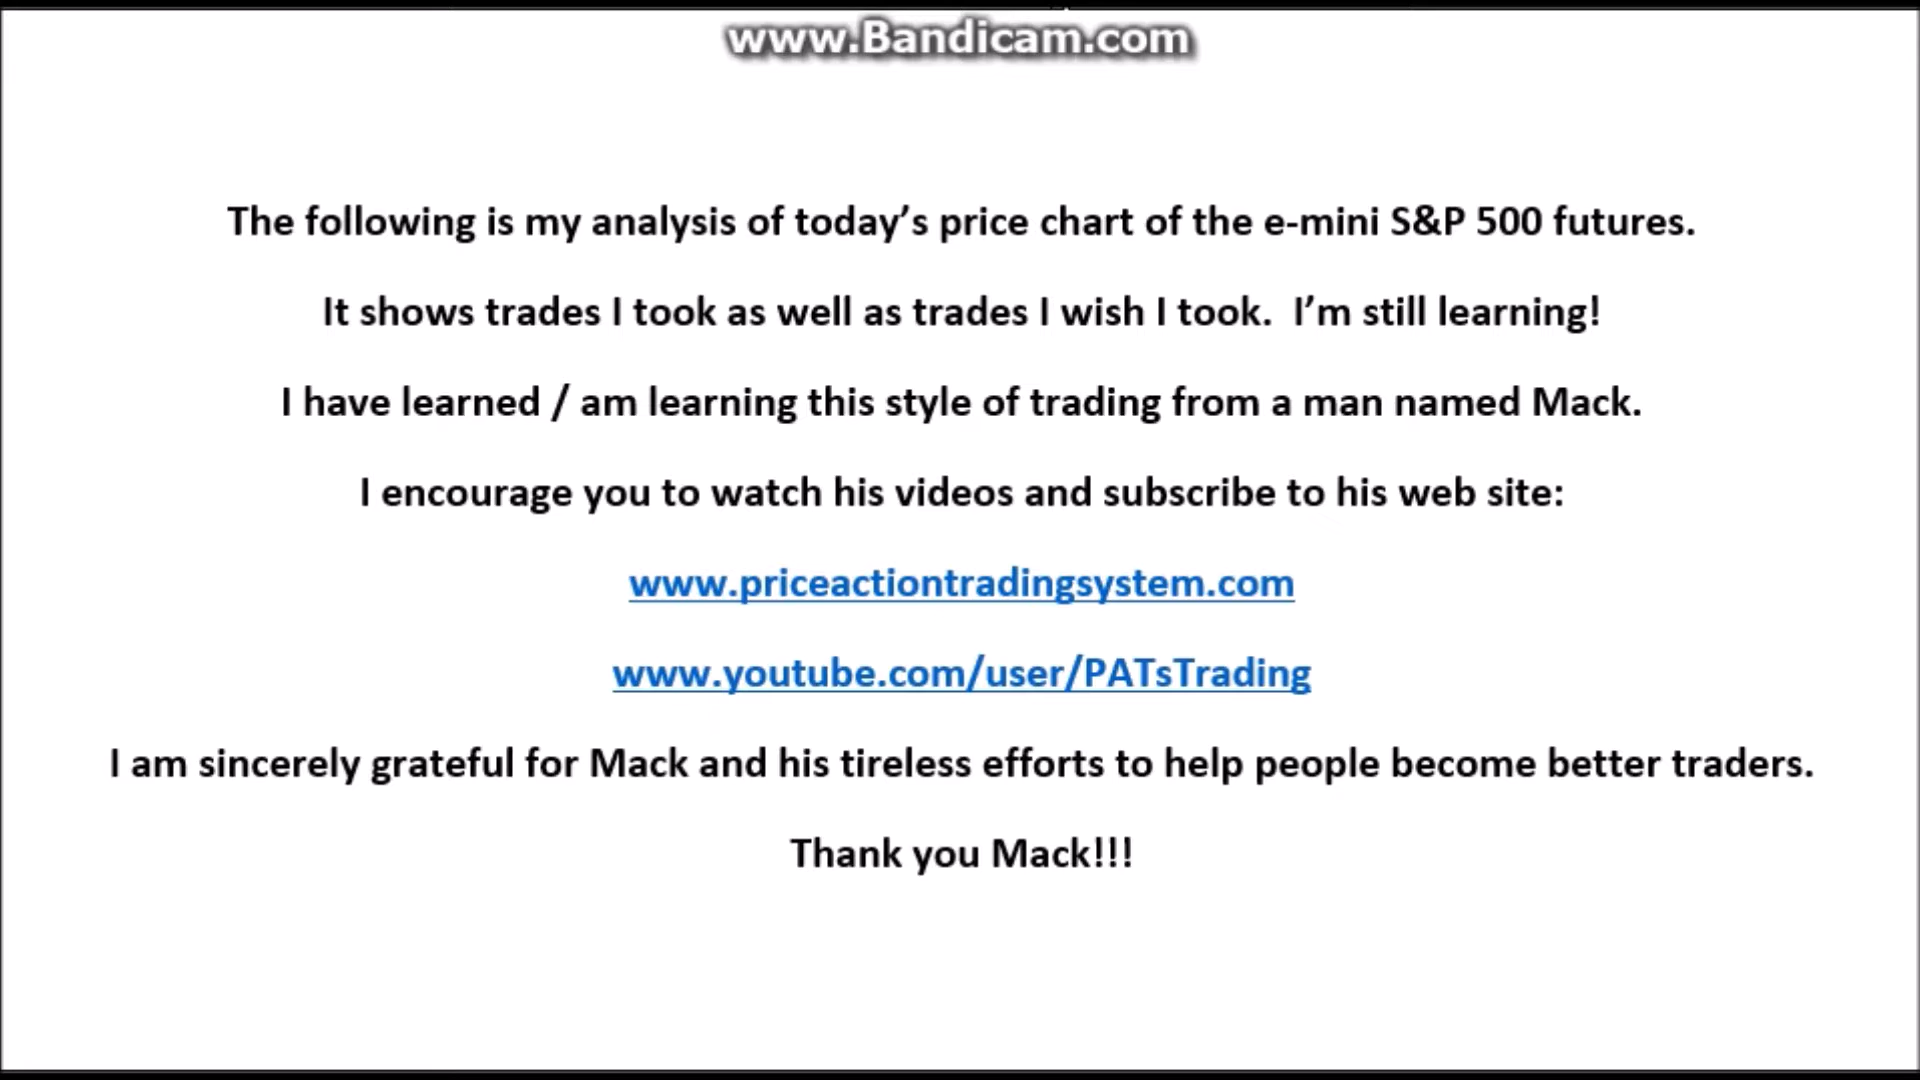 www.Bandicam.com
The following is my analysis of today’s price chart of the e-mini S&P 500 futures.
It shows trades I took as well as trades I wish I took.  I’m still learning!
I have learned / am learning this style of trading from a man named Mack.
I encourage you to watch his videos and subscribe to his web site:
www.priceactiontradingsystem.com
www.youtube.com/user/PATsTrading
I am sincerely grateful for Mack and his tireless efforts to help people become better traders.
Thank you Mack!!!